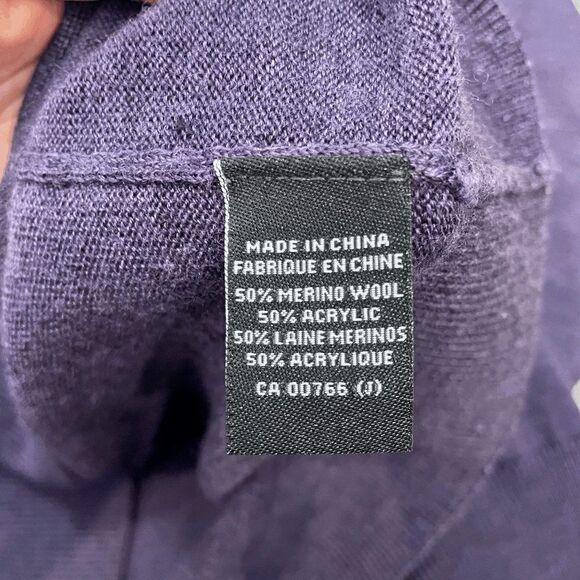 MADE IN CHINA
FABRIQUE EN CHINE
50% MERINO WOOL
50% ACRYLIC
50% LAINE MERINOS
50% ACRYLIQUE
CA 00766 (J)